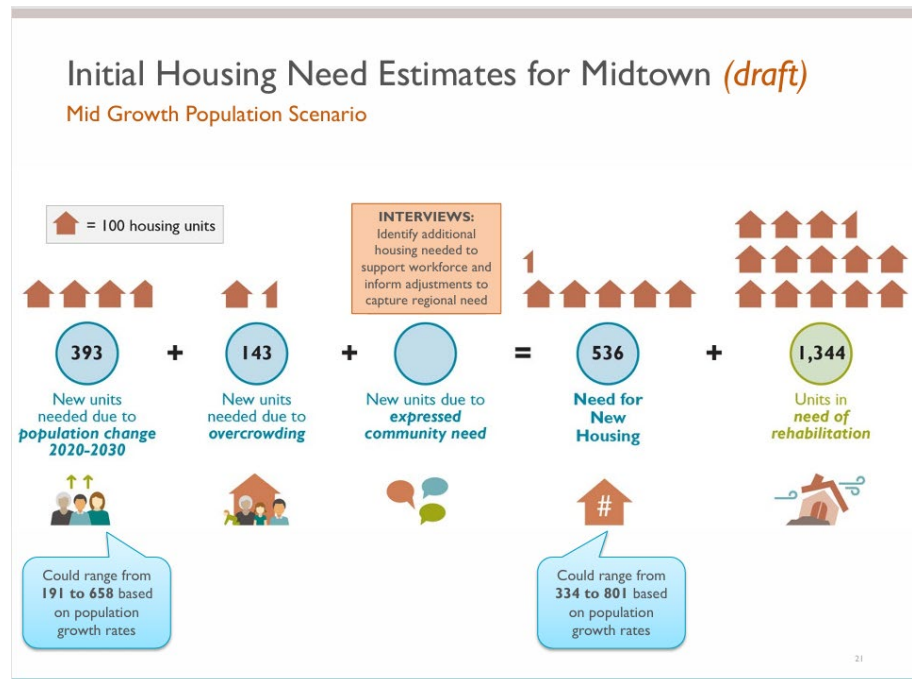 Initial Housing Need Estimates for Midtown (draft)
Mid Growth Population Scenario
= 100 housing units
INTERVIEWS:
Identify additional
housing needed to
support workforce and
inform adjustments to
capture regional need
393
+
143
+
=
536
+
1,344
New units
needed due to
population change
2020-2030
New units
needed due to
overcrowding
New units due to
expressed
community need
Need for
New
Housing
Units in
need of
rehabilitation
#
Could range from
191 to 658 based
on population
growth rates
Could range from
334 to 801 based
on population
growth rates
21